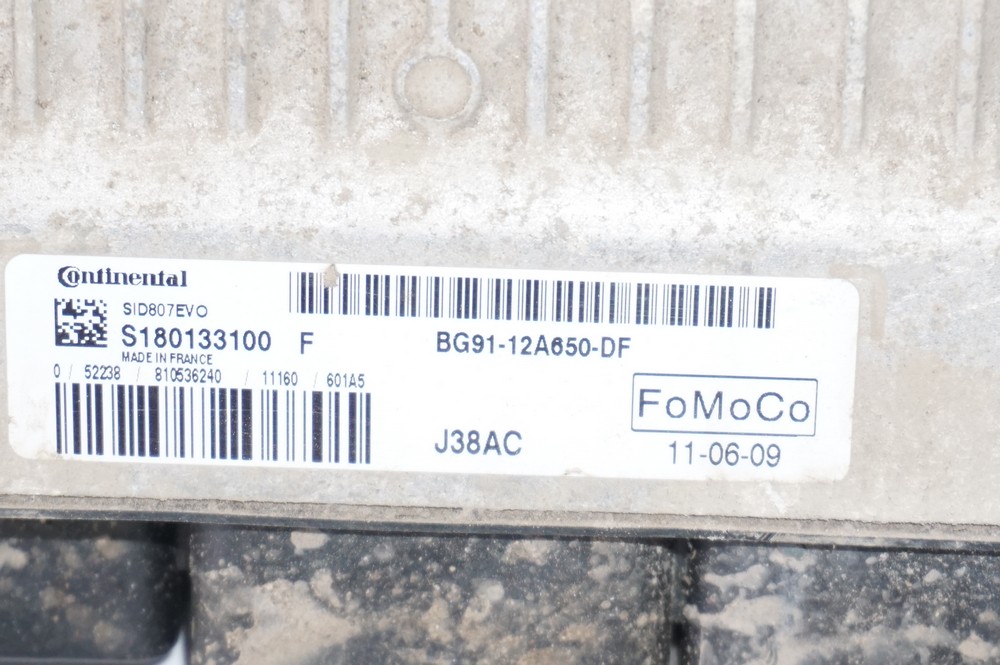 Continental
SID807EVO
S180133100 F
MADE IN FRANCE
0 / 52238 / 810536240 / 11160 / 601A5
BG91-12A650-DF
FoMoCo
J38AC
11-06-09